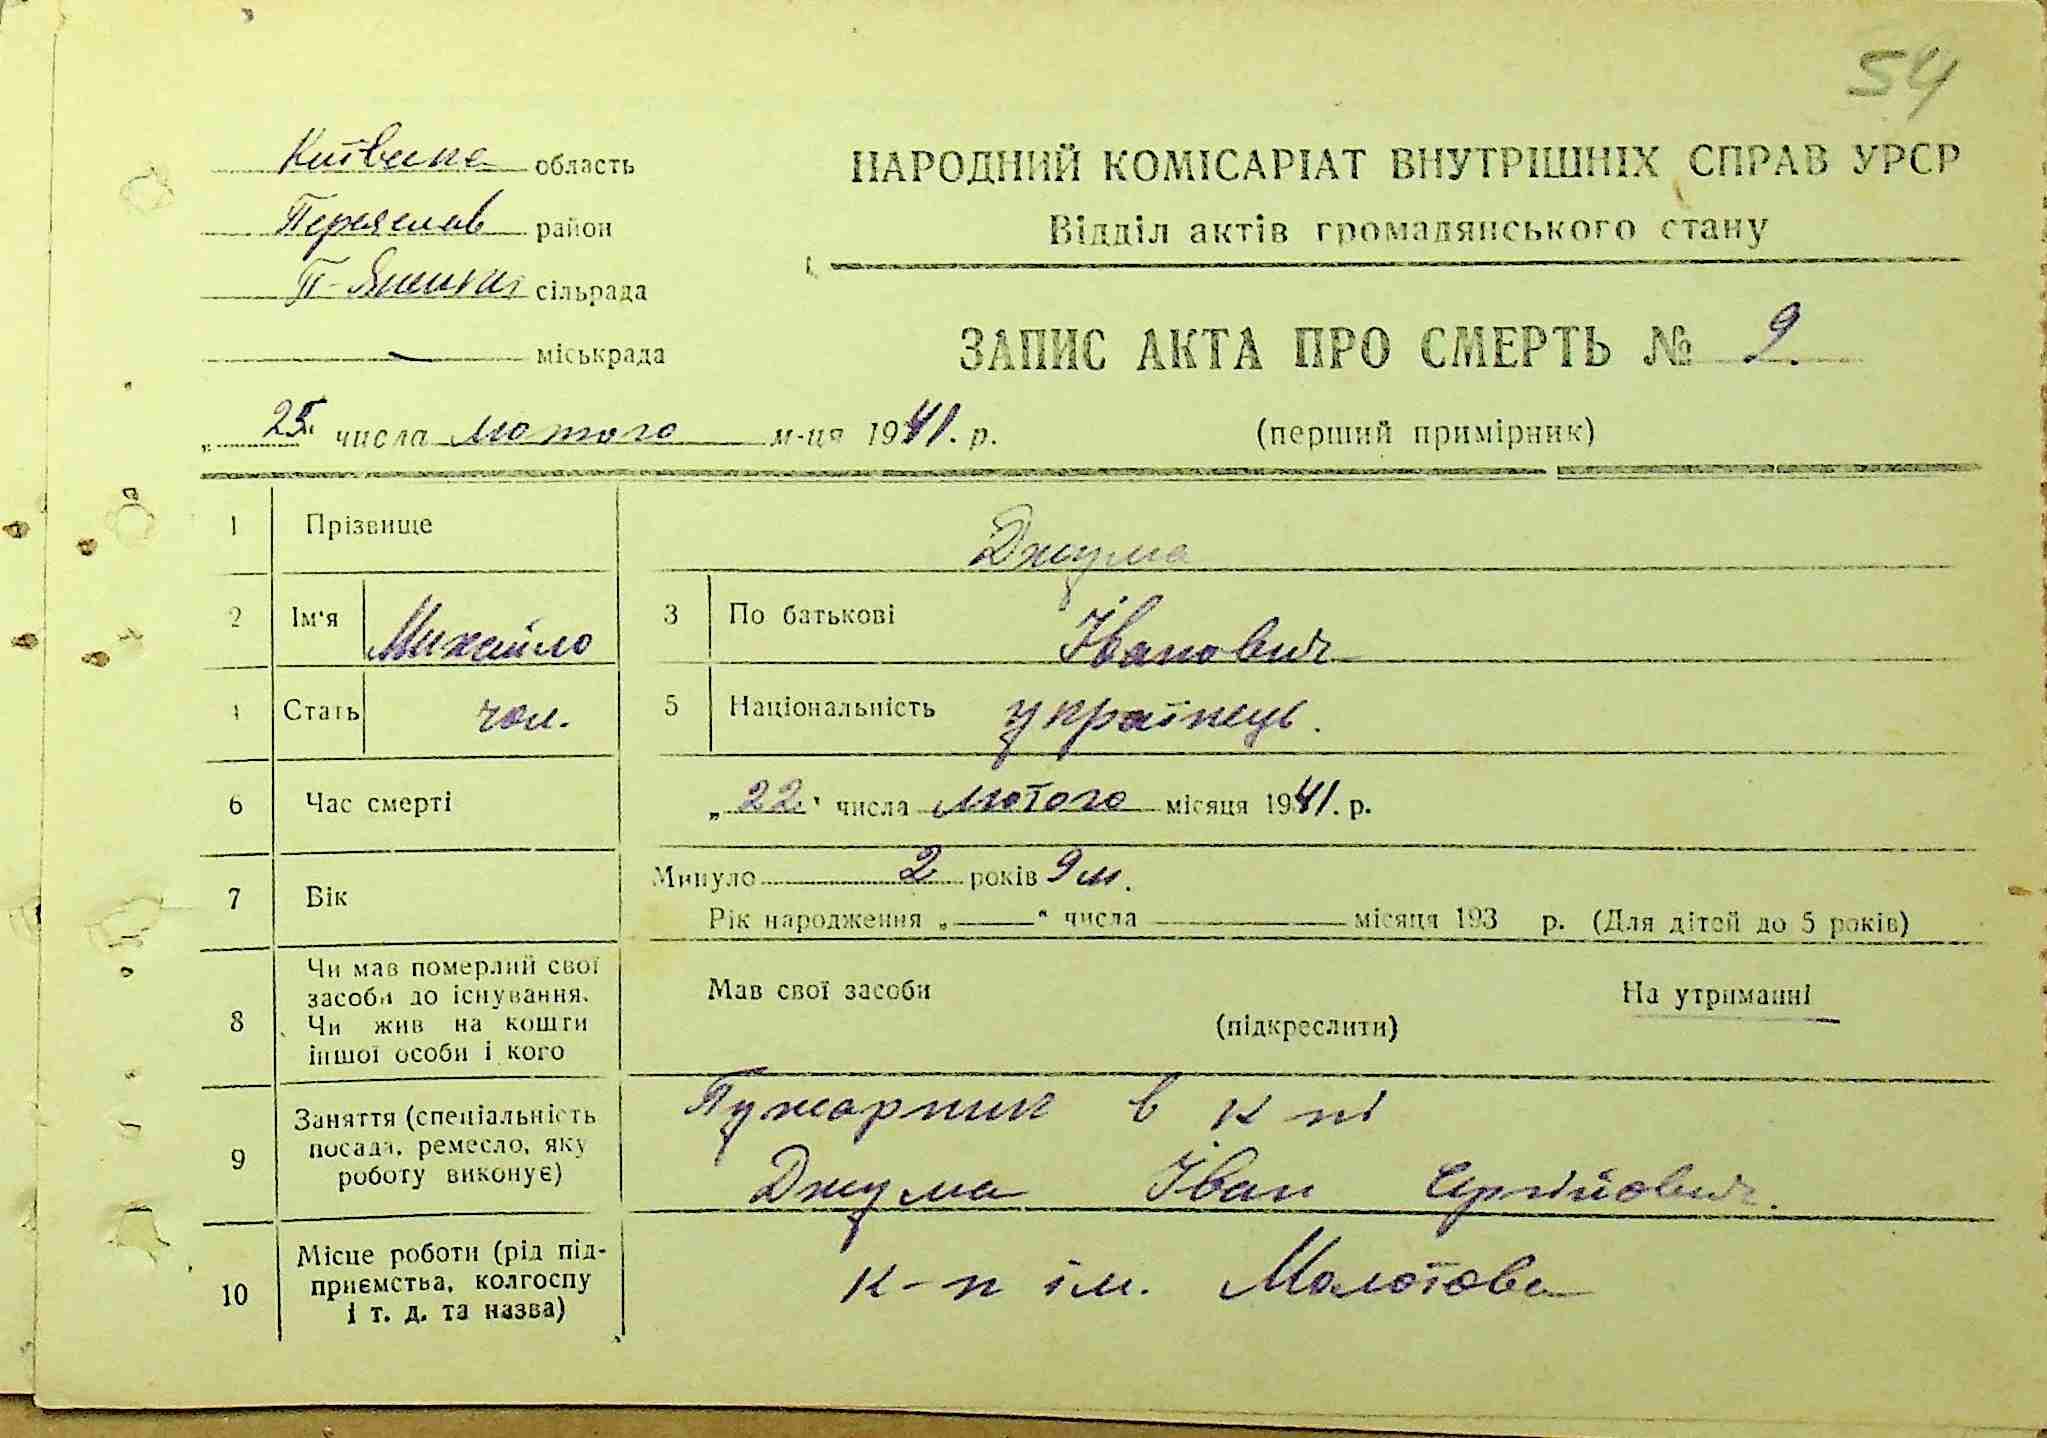 54
Київська область
Переяслав район
сільрада
— міськрада
НАРОДНИЙ КОМІСАРІАТ ВНУТРІШНІХ СПРАВ УРСР
Відділ актів громадянського стану
ЗАПИС АКТА ПРО СМЕРТЬ № 9.
„25" числа лютого м-ця 1941. р.
(перший примірник)
1 Прізвище Джума
2 Ім'я Михайло 3 По батькові Іванович
4 Стать чол. 5 Національність українець.
6 Час смерті „22" числа лютого місяця 1941. р.
7 Вік Минуло 2 років 9 м.
Рік народження „—" числа — місяця 193 р. (Для дітей до 5 років)
8 Чи мав померлий свої
засоби до існування.
Чи жив на кошти
іншої особи і кого
Мав свої засоби На утриманні
(підкреслити)
9 Заняття (спеціальність
посада, ремесло, яку
роботу виконує)
в к пі
Джума Іван Сергійович.
10 Місце роботи (рід під-
приємства, колгоспу
і т. д. та назва)
к-п ім. Молотова